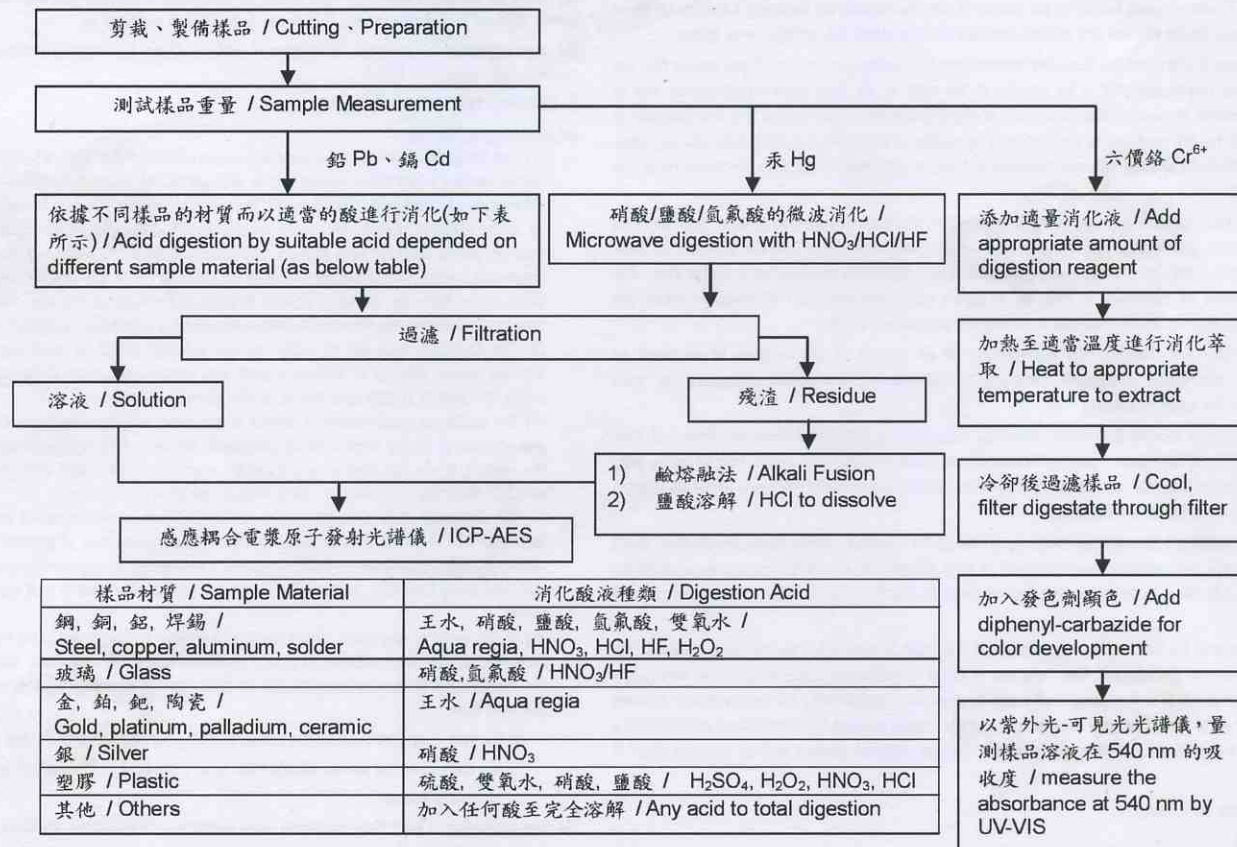 剪裁、製備樣品 / Cutting、Preparation
測試樣品重量 / Sample Measurement
鉛 Pb、鎘 Cd
汞 Hg
六價鉻 Cr⁶⁺
依據不同樣品的材質而以適當的酸進行消化(如下表
所示) / Acid digestion by suitable acid depended on
different sample material (as below table)
硝酸/鹽酸/氫氟酸的微波消化 /
Microwave digestion with HNO₃/HCl/HF
添加適量消化液 / Add
appropriate amount of
digestion reagent
過濾 / Filtration
加熱至適當溫度進行消化萃
取 / Heat to appropriate
temperature to extract
溶液 / Solution
殘渣 / Residue
1) 鹼熔融法 / Alkali Fusion
2) 鹽酸溶解 / HCl to dissolve
冷卻後過濾樣品 / Cool,
filter digestate through filter
感應耦合電漿原子發射光譜儀 / ICP-AES
加入發色劑顯色 / Add
diphenyl-carbazide for
color development
以紫外光-可見光光譜儀,量
測樣品溶液在 540 nm 的吸
收度 / measure the
absorbance at 540 nm by
UV-VIS
樣品材質 / Sample Material
消化酸液種類 / Digestion Acid
鋼, 銅, 鋁, 焊錫 /
Steel, copper, aluminum, solder
王水, 硝酸, 鹽酸, 氫氟酸, 雙氧水 /
Aqua regia, HNO₃, HCl, HF, H₂O₂
玻璃 / Glass
硝酸,氫氟酸 / HNO₃/HF
金, 鉑, 鈀, 陶瓷 /
Gold, platinum, palladium, ceramic
王水 / Aqua regia
銀 / Silver
硝酸 / HNO₃
塑膠 / Plastic
硫酸, 雙氧水, 硝酸, 鹽酸 / H₂SO₄, H₂O₂, HNO₃, HCl
其他 / Others
加入任何酸至完全溶解 / Any acid to total digestion